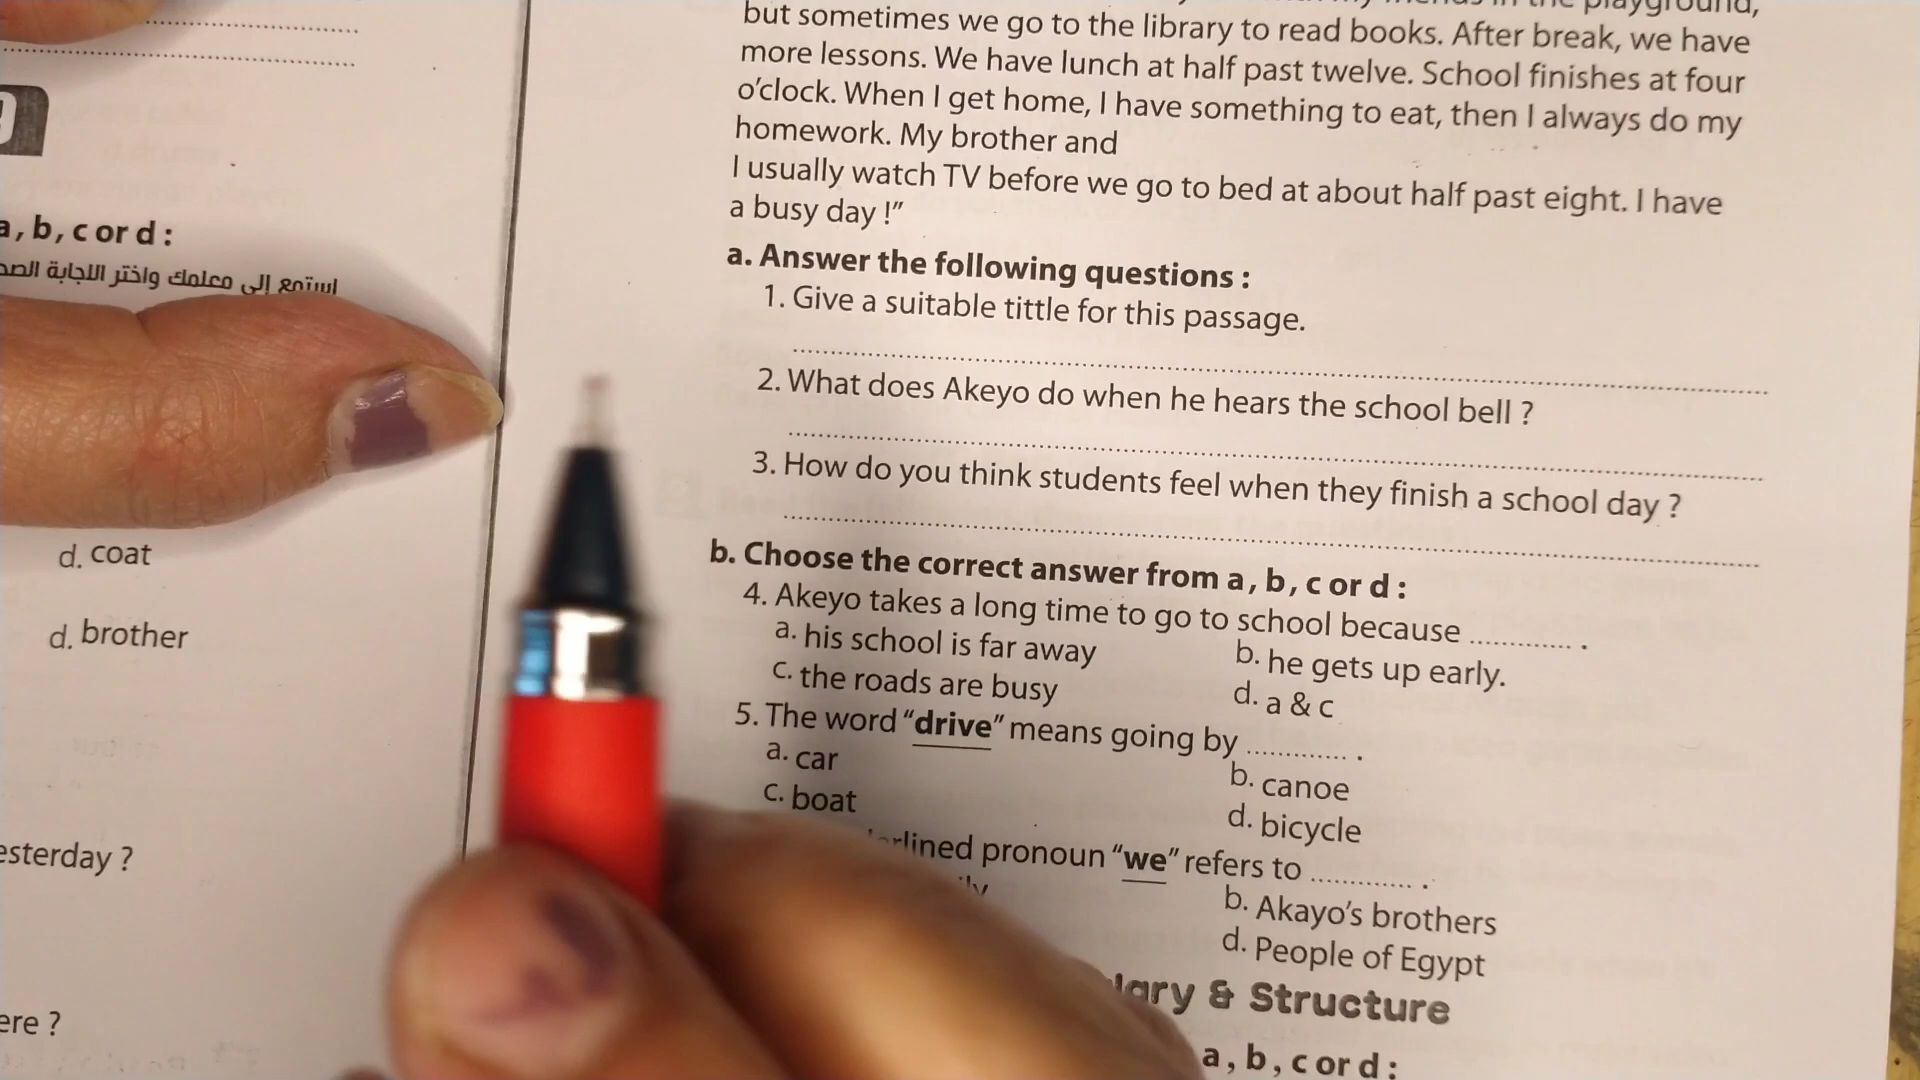 in the playground,
but sometimes we go to the library to read books. After break, we have
more lessons. We have lunch at half past twelve. School finishes at four
o'clock. When I get home, I have something to eat, then I always do my
homework. My brother and
I usually watch TV before we go to bed at about half past eight. I have
a busy day !"
a. Answer the following questions :
1. Give a suitable tittle for this passage.
2. What does Akeyo do when he hears the school bell ?
3. How do you think students feel when they finish a school day ?
b. Choose the correct answer from a, b, c or d :
4. Akeyo takes a long time to go to school because ............ .
a. his school is far away b. he gets up early.
c. the roads are busy d. a & c
5. The word "drive" means going by ............ .
a. car b. canoe
c. boat d. bicycle
pronoun "we" refers to ............ .
b. Akayo's brothers
d. People of Egypt
& Structure
a, b, c or d :
a, b, c or d :
استمع إلى معلمك واختر الاجابة
d. coat
d. brother
?
?